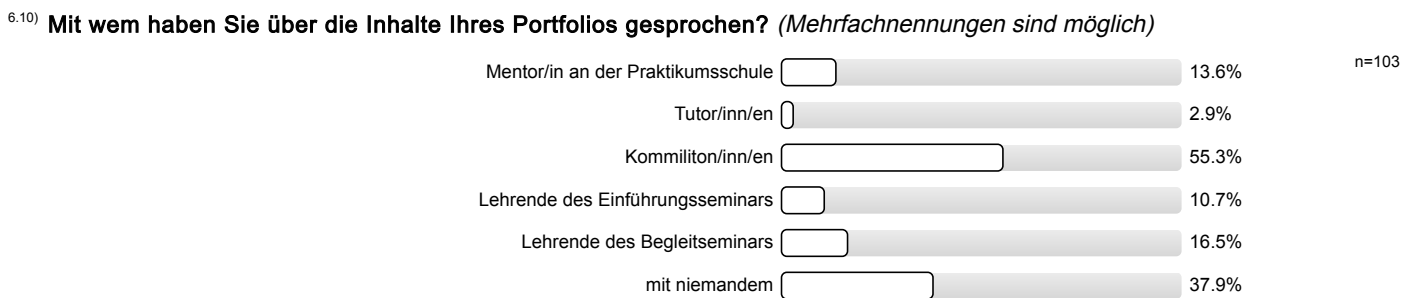 6.10) Mit wem haben Sie über die Inhalte Ihres Portfolios gesprochen? (Mehrfachnennungen sind möglich)
n=103
Mentor/in an der Praktikumsschule 13.6%
Tutor/inn/en 2.9%
Kommiliton/inn/en 55.3%
Lehrende des Einführungsseminars 10.7%
Lehrende des Begleitseminars 16.5%
mit niemandem 37.9%